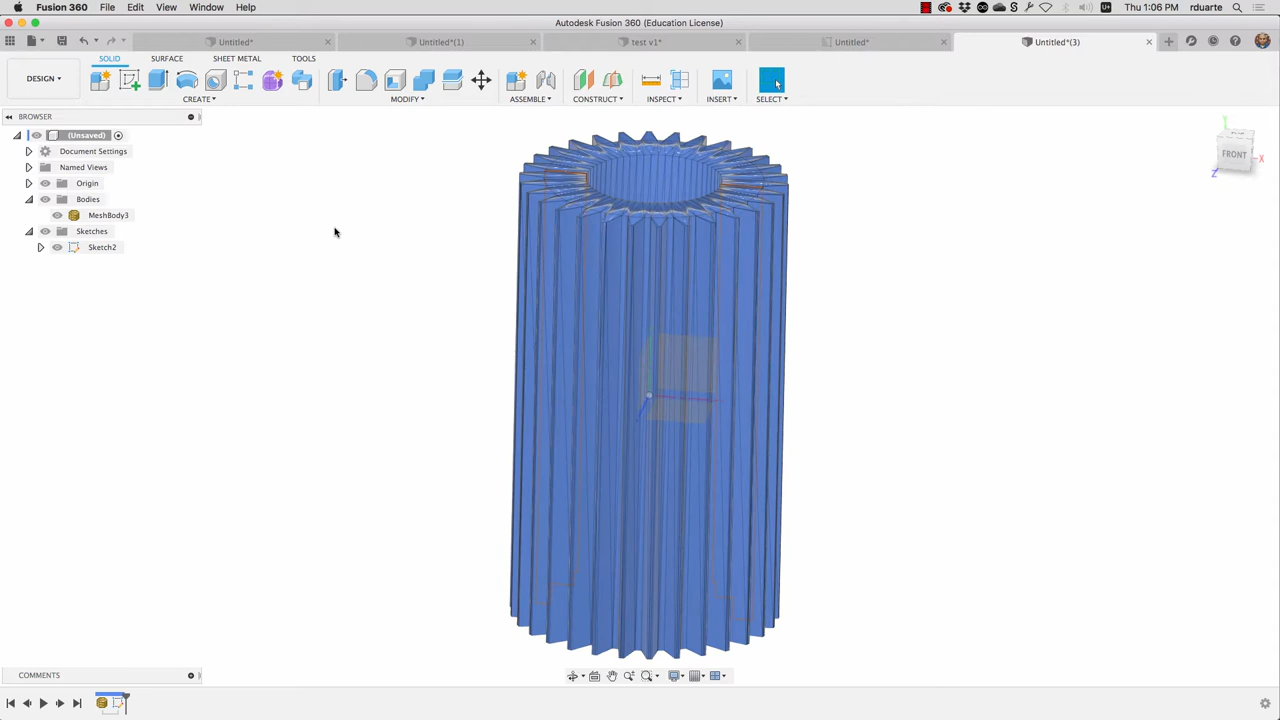 Fusion 360 File Edit View Window Help
Thu 1:06 PM rduarte
Autodesk Fusion 360 (Education License)
Untitled* Untitled*(1) test v1* Untitled* Untitled*(3)
SOLID SURFACE SHEET METAL TOOLS
DESIGN
CREATE MODIFY ASSEMBLE CONSTRUCT INSPECT INSERT SELECT
BROWSER
(Unsaved)
Document Settings
Named Views
Origin
Bodies
MeshBody3
Sketches
Sketch2
FRONT
X
Z
Y
COMMENTS